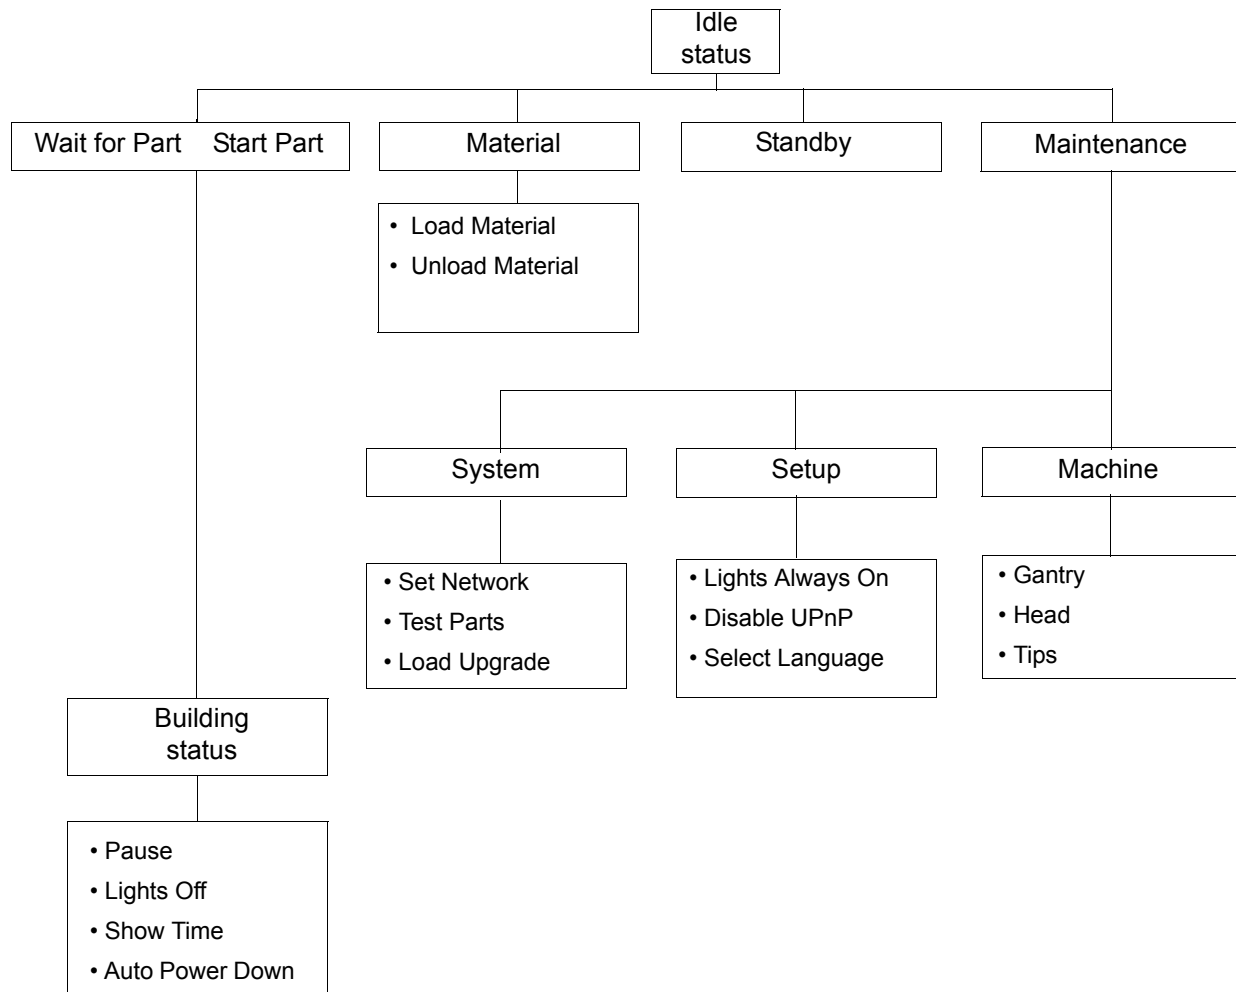 Idle
status
Wait for Part Start Part
Material
Standby
Maintenance
• Load Material
• Unload Material
System
Setup
Machine
• Set Network
• Test Parts
• Load Upgrade
• Lights Always On
• Disable UPnP
• Select Language
• Gantry
• Head
• Tips
Building
status
• Pause
• Lights Off
• Show Time
• Auto Power Down